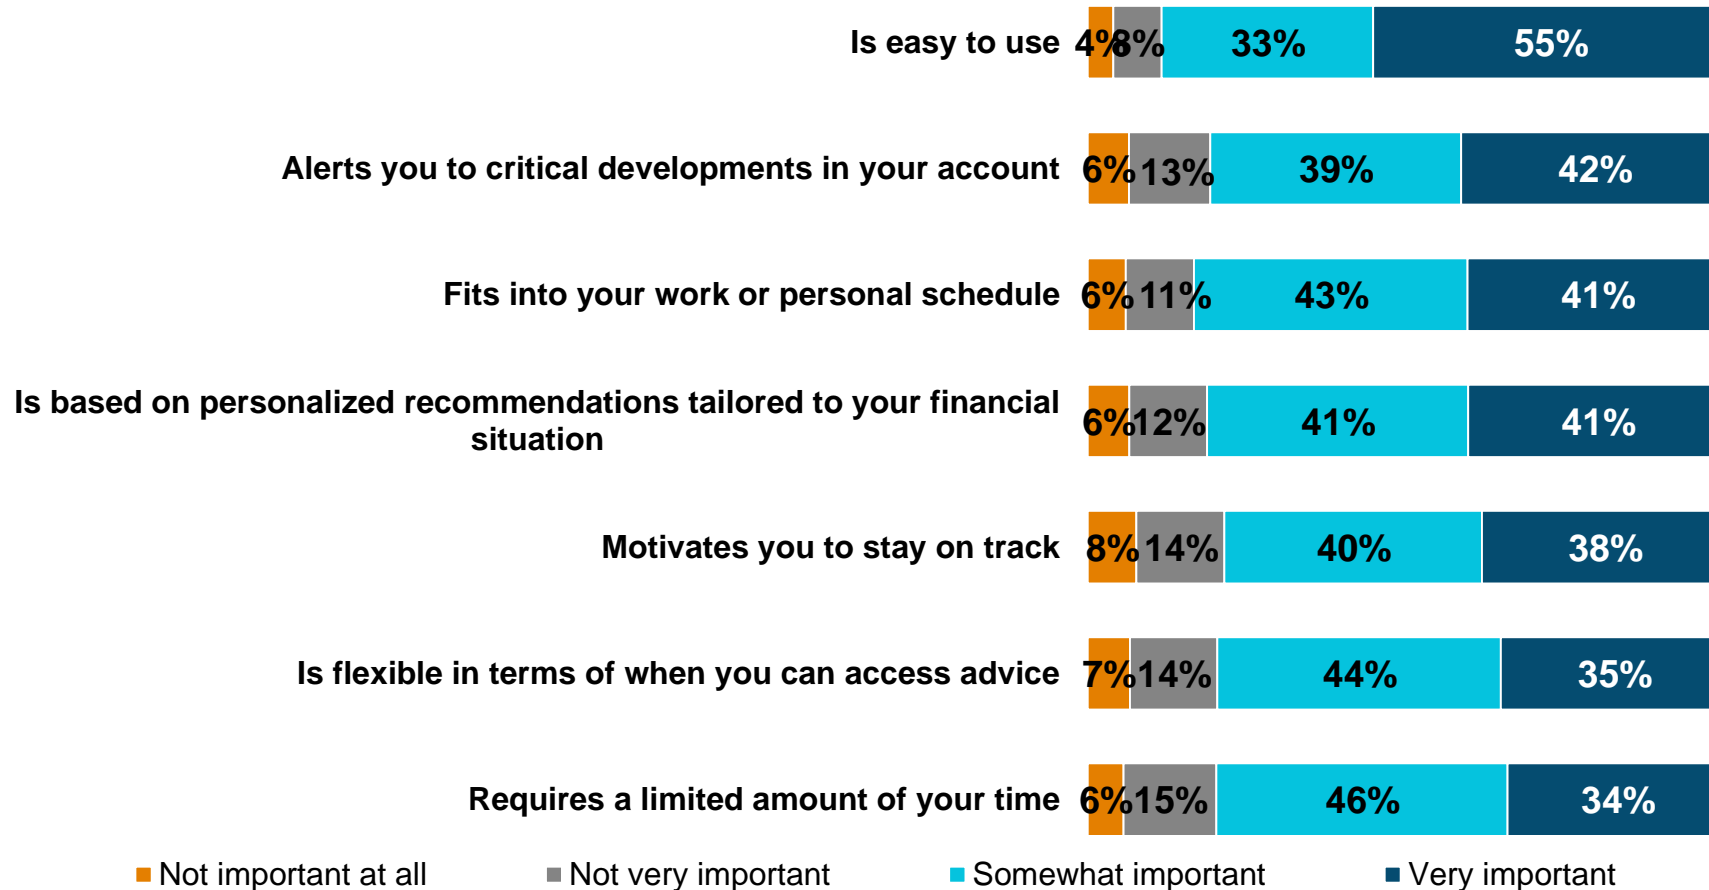 Is easy to use 4% 8% 33% 55%
Alerts you to critical developments in your account 6% 13% 39% 42%
Fits into your work or personal schedule 6% 11% 43% 41%
Is based on personalized recommendations tailored to your financial
situation 6% 12% 41% 41%
Motivates you to stay on track 8% 14% 40% 38%
Is flexible in terms of when you can access advice 7% 14% 44% 35%
Requires a limited amount of your time 6% 15% 46% 34%
Not important at all Not very important Somewhat important Very important